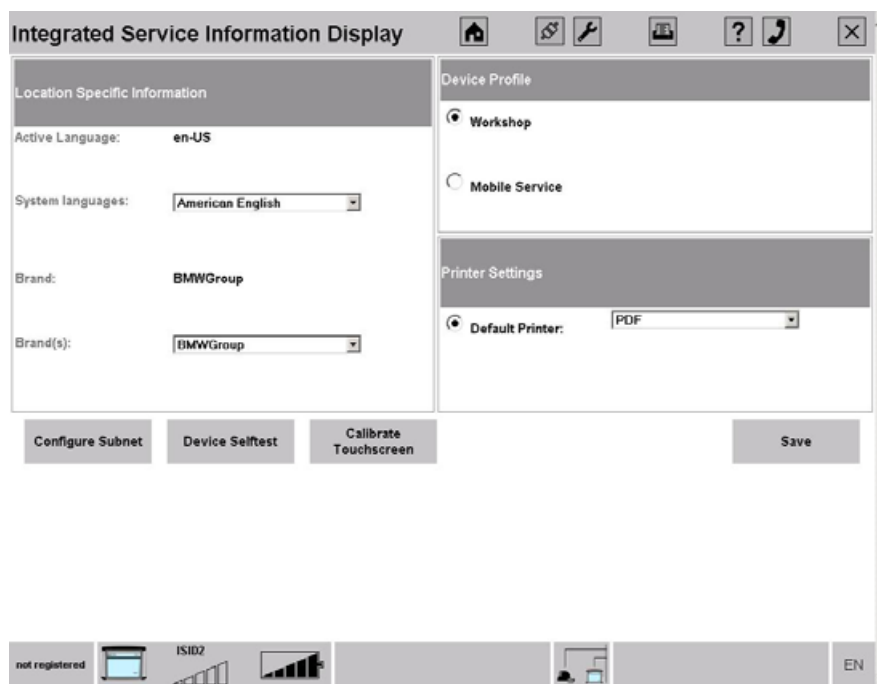 Integrated Service Information Display
?
Location Specific Information
Active Language: en-US
System languages: American English
Brand: BMWGroup
Brand(s): BMWGroup
Device Profile
Workshop
Mobile Service
Printer Settings
Default Printer: PDF
Configure Subnet
Device Selftest
Calibrate
Touchscreen
Save
not registered
ISID2
EN